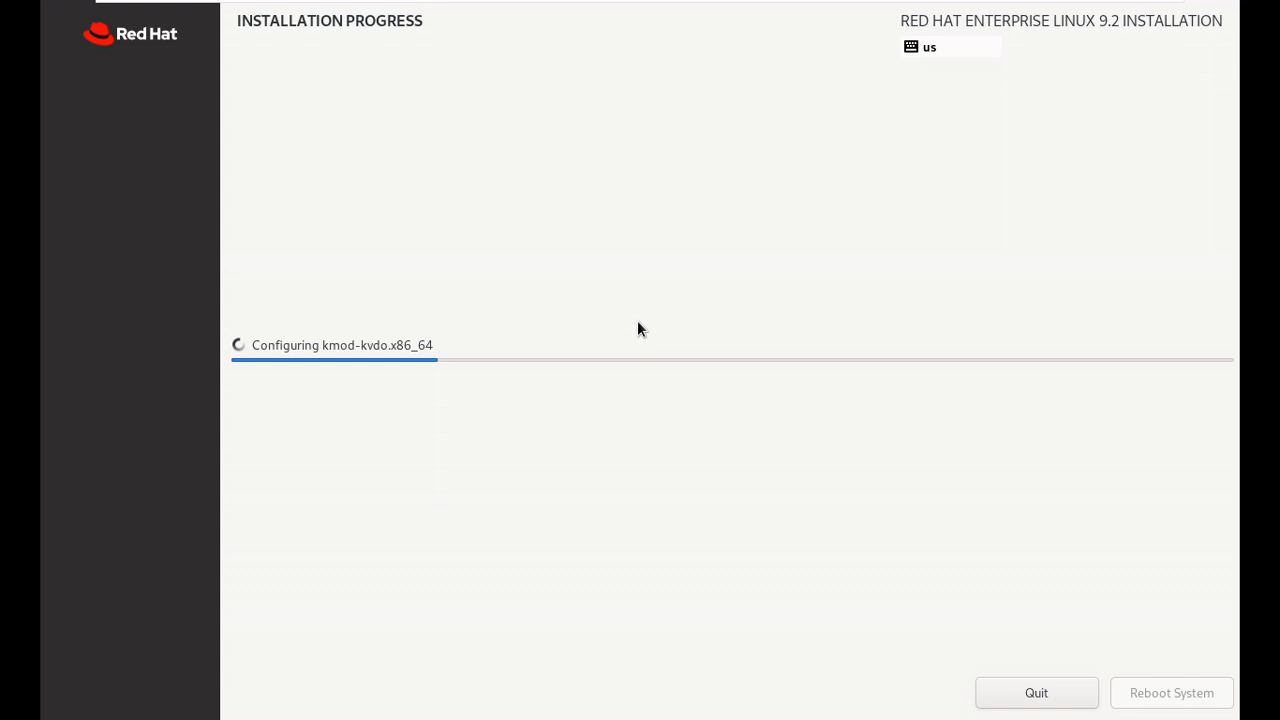 Red Hat
INSTALLATION PROGRESS
RED HAT ENTERPRISE LINUX 9.2 INSTALLATION
us
Configuring kmod-kvdo.x86_64
Quit
Reboot System